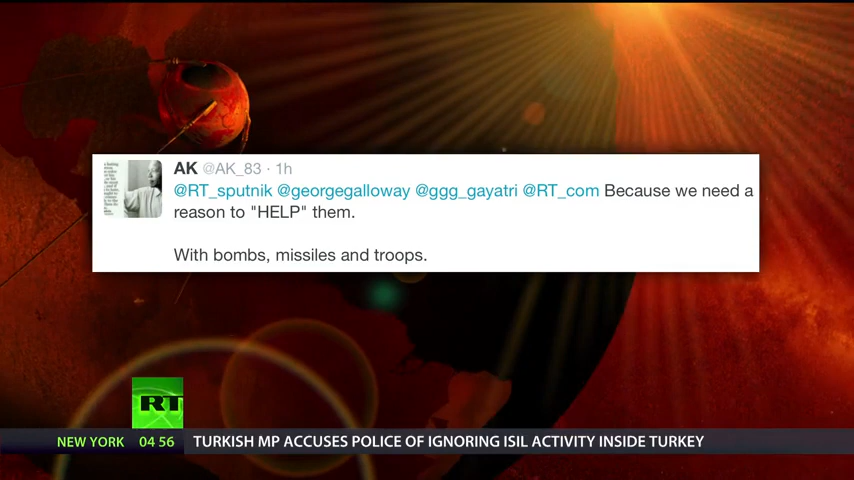 AK @AK_83 · 1h
@RT_sputnik @georgegalloway @ggg_gayatri @RT_com Because we need a
reason to "HELP" them.
With bombs, missiles and troops.
RT
NEW YORK 04 56 TURKISH MP ACCUSES POLICE OF IGNORING ISIL ACTIVITY INSIDE TURKEY